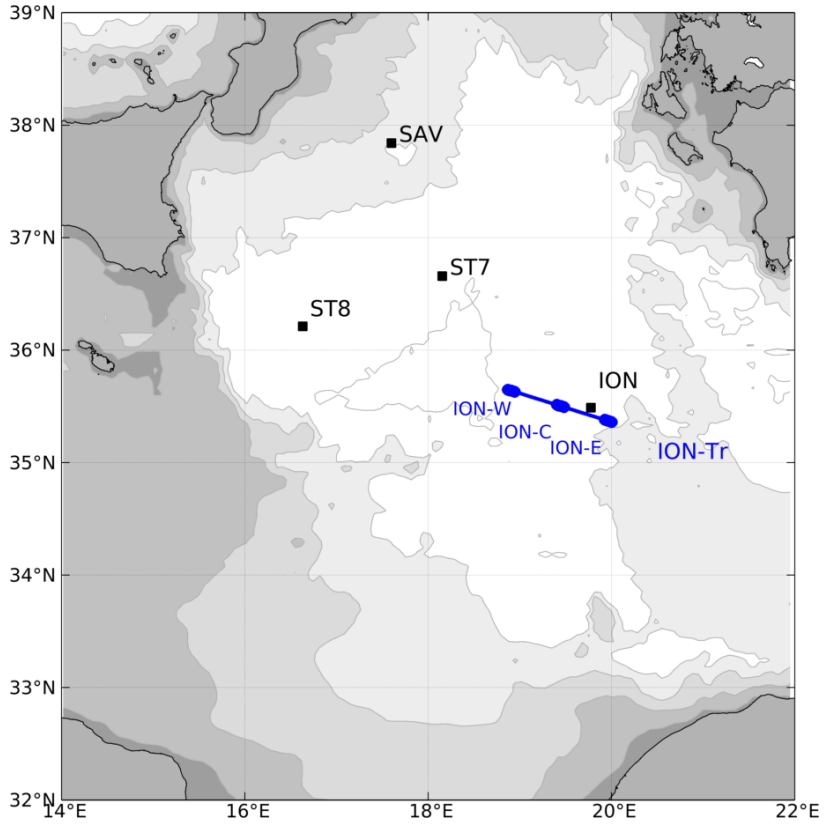 39°N
38°N
37°N
36°N
35°N
34°N
33°N
32°N
14°E
16°E
18°E
20°E
22°E
SAV
ST7
ST8
ION
ION-W
ION-C
ION-E
ION-Tr